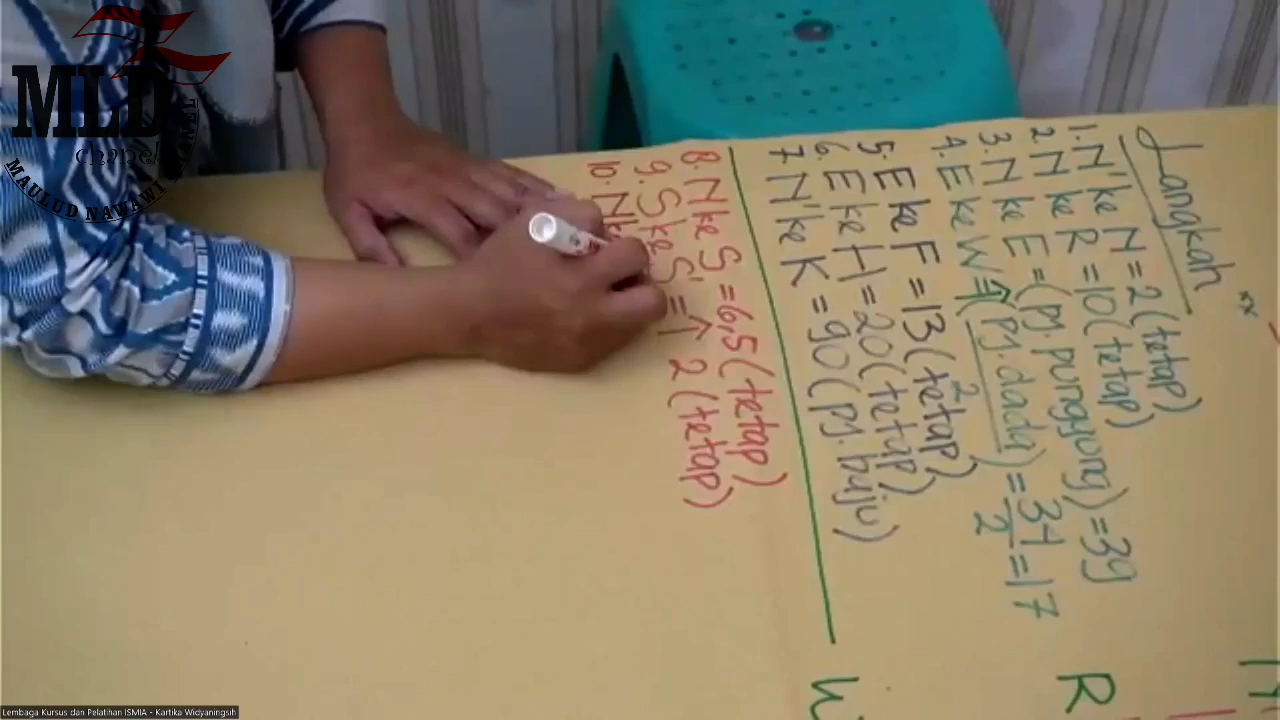 MLD
chanel
MAULUD NAWAWI
Langkah
1. N' ke N = 2 (tetap)
2. N ke R = 10 (tetap)
3. N ke E = (pj. punggung) = 39
4. E ke W = ↑ (pj. dada) = 34 = 17
2
2
5. E ke F = 13 (tetap)
6. E ke H = 20 (tetap)
7. N' ke K = 90 (pj. baju)
8. N ke S = 6,5 (tetap)
9. S ke S' = ↑ 2 (tetap)
10. N ke
R
Lembaga Kursus dan Pelatihan ISMIA - Kartika Widyaningsih